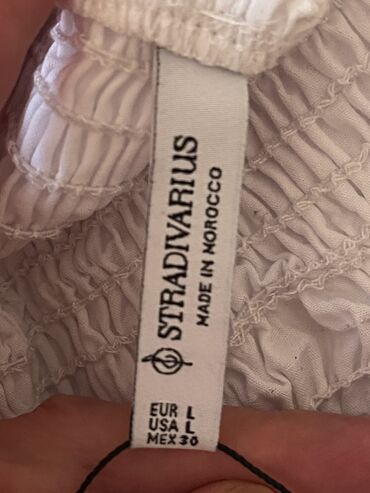 STRADIVARIUS
MADE IN MOROCCO
EUR L
USA L
MEX 30